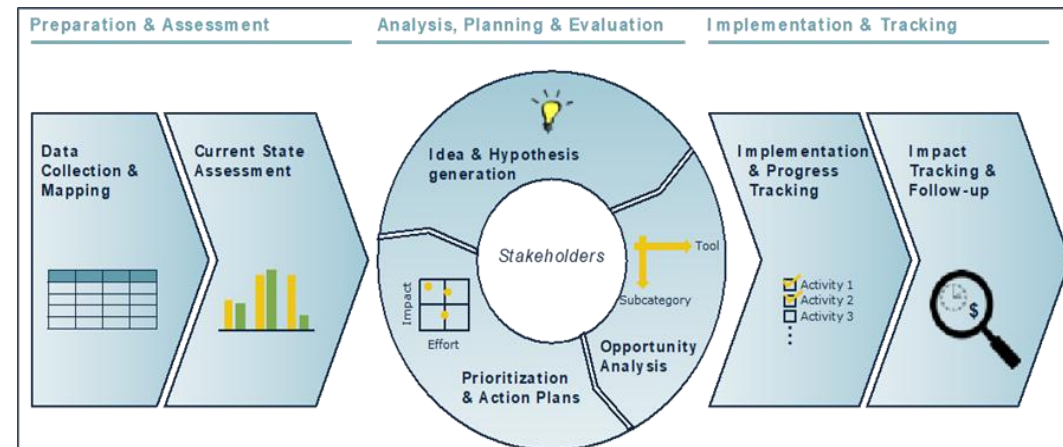 Preparation & Assessment
Analysis, Planning & Evaluation
Implementation & Tracking
Data
Collection &
Mapping
Current State
Assessment
Idea & Hypothesis
generation
Stakeholders
Tool
Subcategory
Opportunity
Analysis
Impact
Effort
Prioritization
& Action Plans
Implementation
& Progress
Tracking
Activity 1
Activity 2
Activity 3
Impact
Tracking &
Follow-up
$